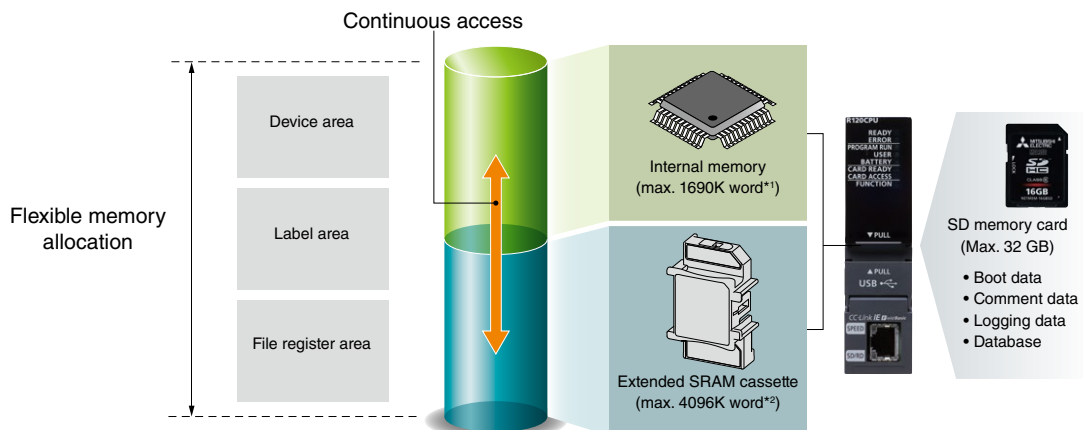 Continuous access
Flexible memory
allocation
Device area
Label area
File register area
Internal memory
(max. 1690K word*1)
Extended SRAM cassette
(max. 4096K word*2)
R120CPU
READY
ERROR
PROGRAM RUN
USER
BATTERY
CARD READY
CARD ACCESS
FUNCTION
▼PULL
▲PULL
USB
CC-Link IE
SPEED
SD/RD
MITSUBISHI
ELECTRIC
LOCK
SD
HC
16GB
SD memory card
(Max. 32 GB)
• Boot data
• Comment data
• Logging data
• Database